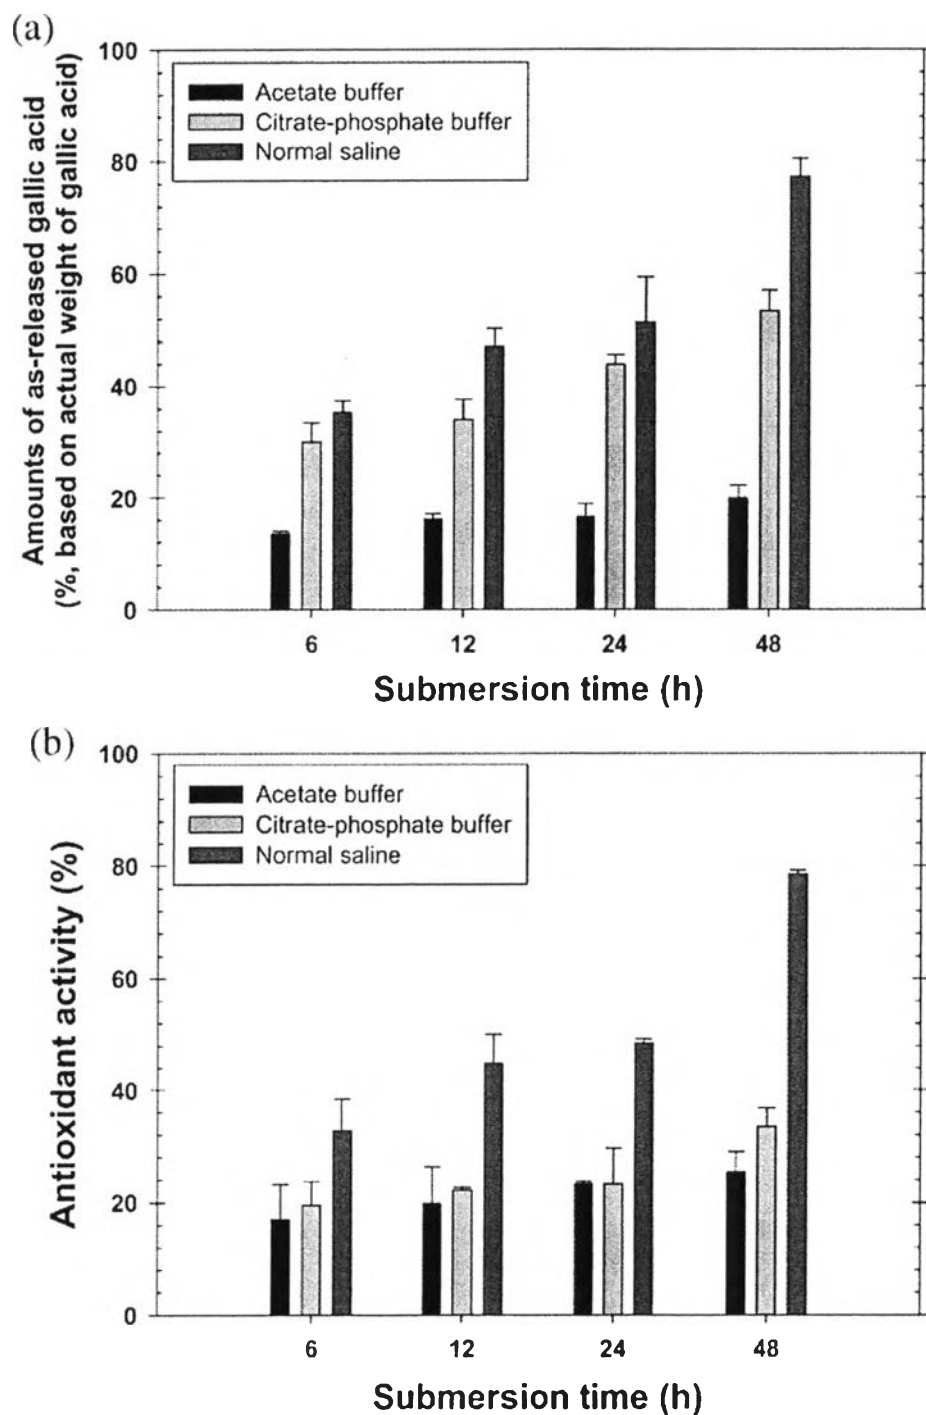 (a)
Amounts of as-released gallic acid
(%, based on actual weight of gallic acid)
100
80
60
40
20
0
Acetate buffer
Citrate-phosphate buffer
Normal saline
6 12 24 48
Submersion time (h)
(b)
Antioxidant activity (%)
100
80
60
40
20
0
Acetate buffer
Citrate-phosphate buffer
Normal saline
6 12 24 48
Submersion time (h)